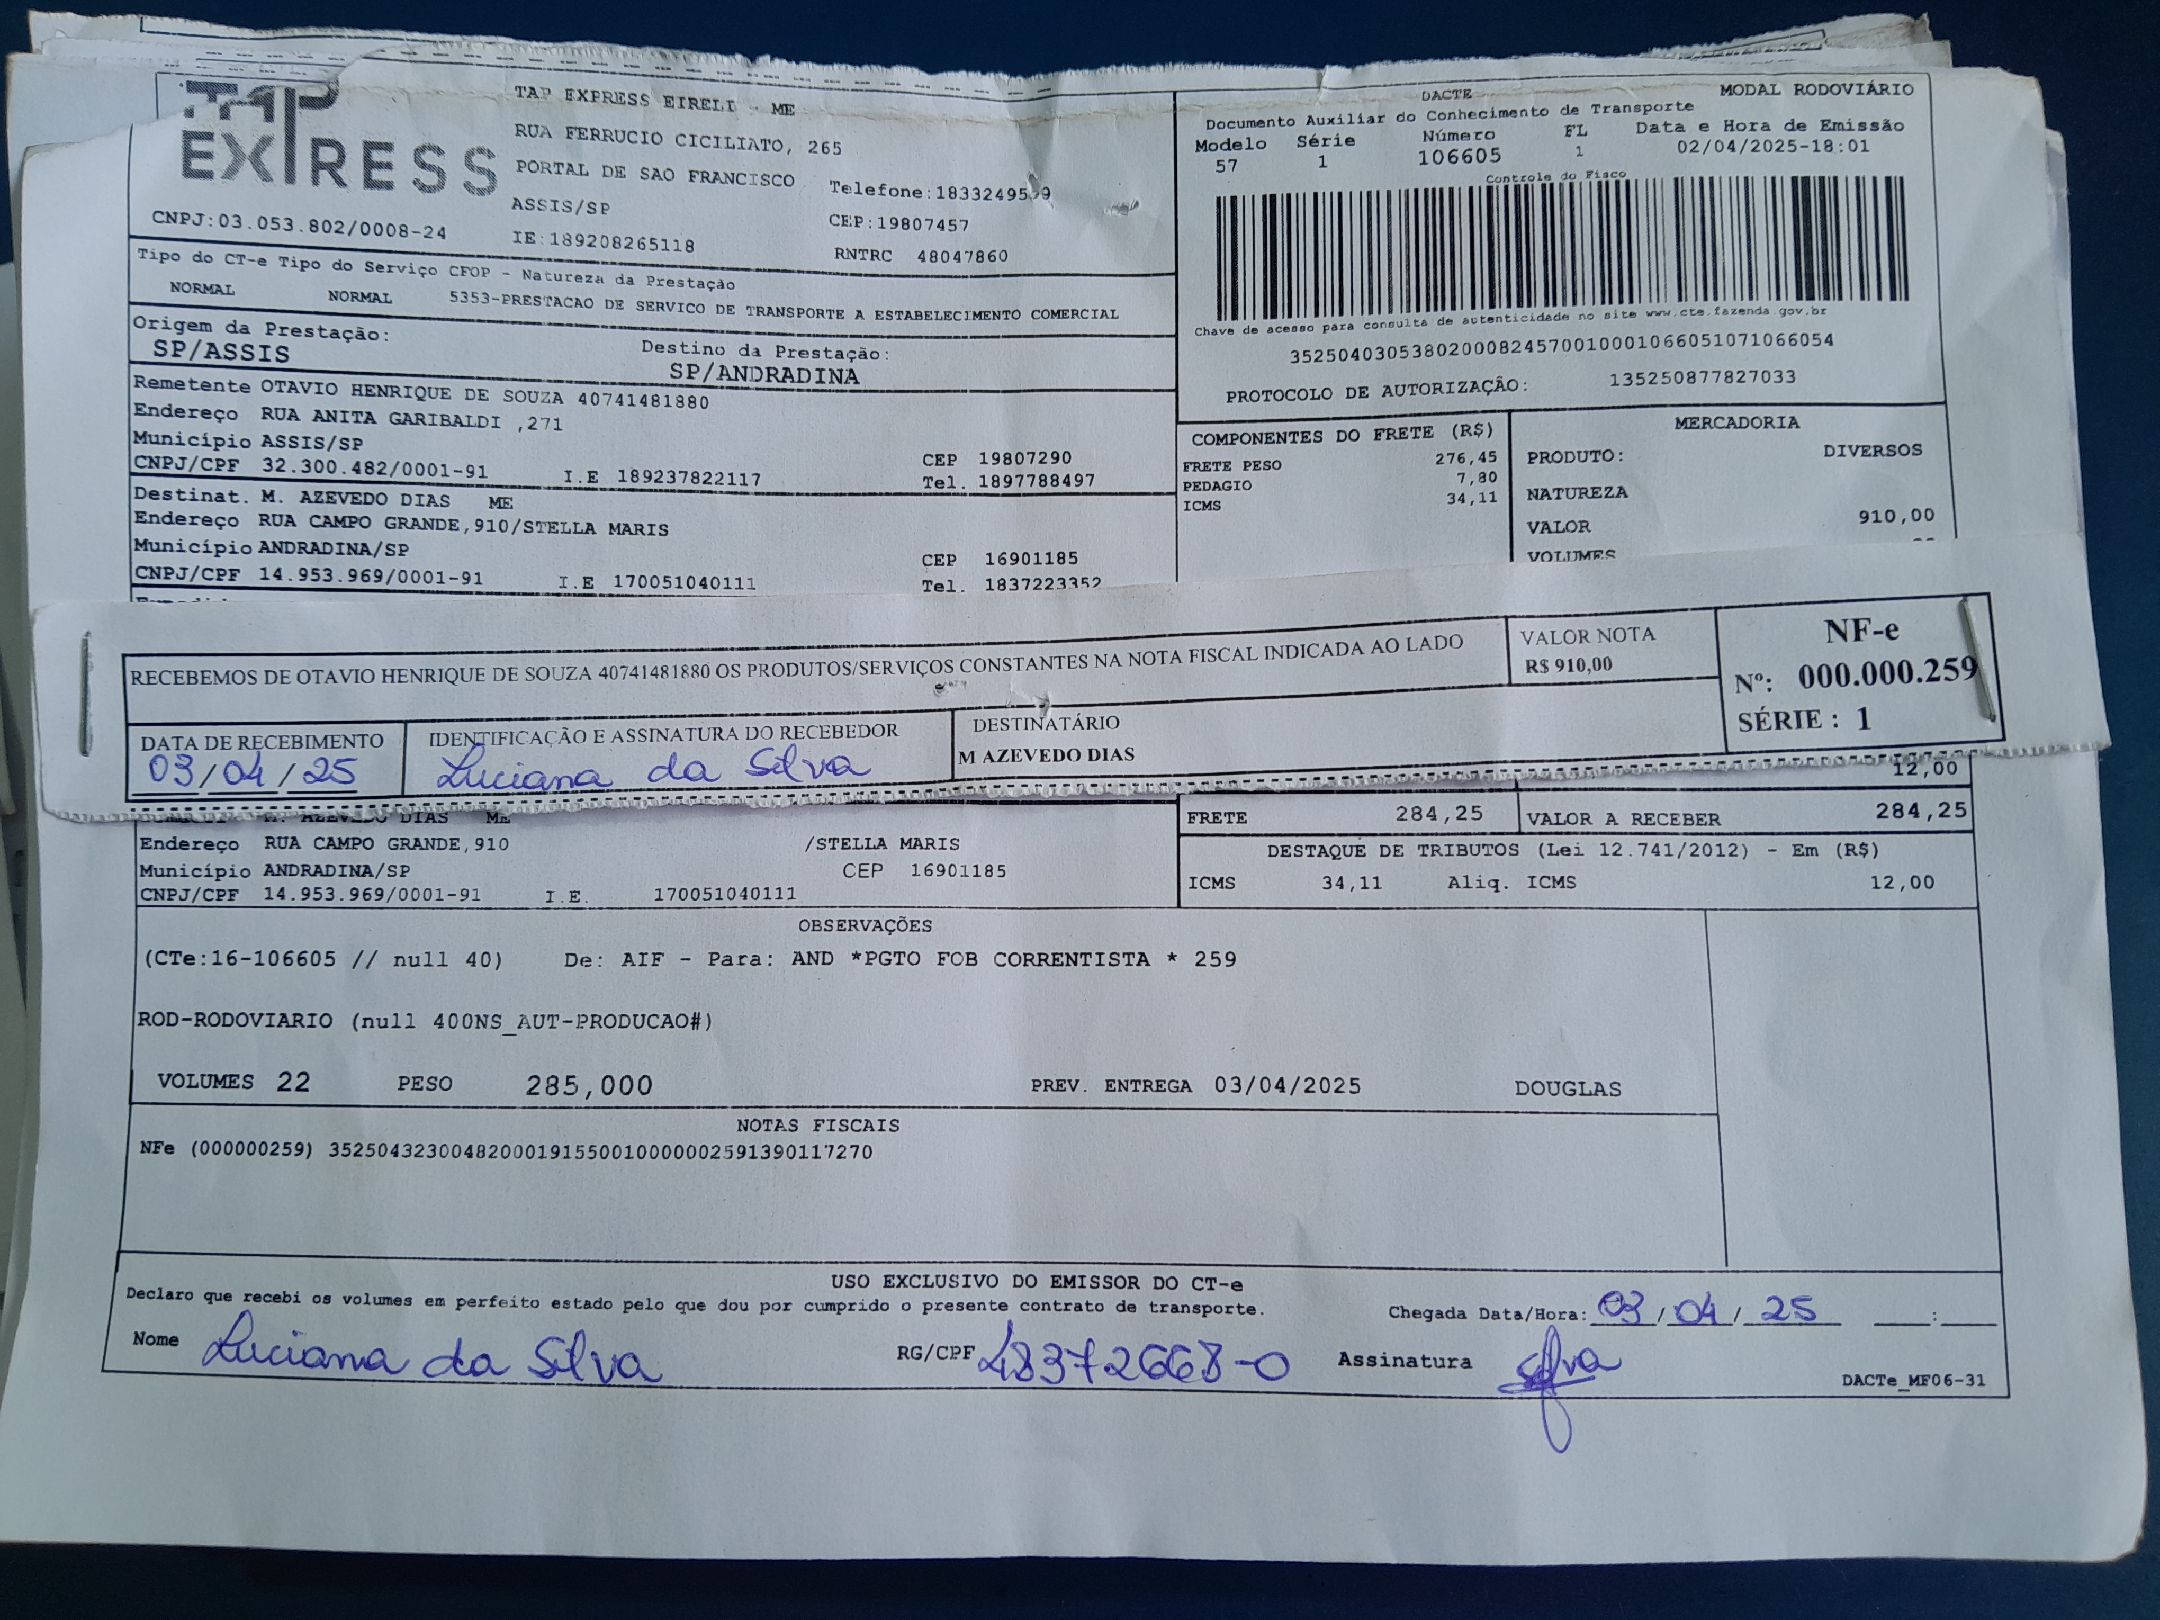 TAP EXPRESS
TAP EXPRESS EIRELI - ME
RUA FERRUCIO CICILIATO, 265
PORTAL DE SAO FRANCISCO
ASSIS/SP
CNPJ:03.053.802/0008-24
IE:189208265118
CEP:19807457
RNTRC 48047860
DACTE
MODAL RODOVIÁRIO
Documento Auxiliar do Conhecimento de Transporte
Modelo Série Número FL Data e Hora de Emissão
57 1 106605 1 02/04/2025-18:01
Controle do Fisco
Chave de acesso para consulta de autenticidade no site www.cte.fazenda.gov.br
35250403053802000824570010001066051071066054
PROTOCOLO DE AUTORIZAÇÃO: 135250877827033
Tipo do CT-e Tipo do Serviço CFOP - Natureza da Prestação
NORMAL NORMAL 5353-PRESTACAO DE SERVICO DE TRANSPORTE A ESTABELECIMENTO COMERCIAL
Origem da Prestação: Destino da Prestação:
SP/ASSIS SP/ANDRADINA
Remetente OTAVIO HENRIQUE DE SOUZA 40741481880
Endereço RUA ANITA GARIBALDI ,271
Município ASSIS/SP CEP 19807290
CNPJ/CPF 32.300.482/0001-91 I.E 189237822117 Tel. 1897788497
Destinat. M. AZEVEDO DIAS ME
Endereço RUA CAMPO GRANDE,910/STELLA MARIS
Município ANDRADINA/SP CEP 16901185
CNPJ/CPF 14.953.969/0001-91 I.E 170051040111 Tel. 1837223352
COMPONENTES DO FRETE (R$)
FRETE PESO 276,45
PEDAGIO 7,80
ICMS 34,11
MERCADORIA
PRODUTO: DIVERSOS
NATUREZA
VALOR 910,00
VOLUMES
RECEBEMOS DE OTAVIO HENRIQUE DE SOUZA 40741481880 OS PRODUTOS/SERVIÇOS CONSTANTES NA NOTA FISCAL INDICADA AO LADO
VALOR NOTA
R$ 910,00
NF-e
Nº: 000.000.259
SÉRIE : 1
DATA DE RECEBIMENTO
03/04/25
IDENTIFICAÇÃO E ASSINATURA DO RECEBEDOR
Luciana da Silva
DESTINATÁRIO
M AZEVEDO DIAS
12,00
M. AZEVEDO DIAS ME
FRETE 284,25 VALOR A RECEBER 284,25
Endereço RUA CAMPO GRANDE,910 /STELLA MARIS
Município ANDRADINA/SP CEP 16901185
CNPJ/CPF 14.953.969/0001-91 I.E. 170051040111
DESTAQUE DE TRIBUTOS (Lei 12.741/2012) - Em (R$)
ICMS 34,11 Aliq. ICMS 12,00
OBSERVAÇÕES
(CTe:16-106605 // null 40) De: AIF - Para: AND *PGTO FOB CORRENTISTA * 259
ROD-RODOVIARIO (null 400NS_AUT-PRODUCAO#)
VOLUMES 22 PESO 285,000 PREV. ENTREGA 03/04/2025 DOUGLAS
NOTAS FISCAIS
NFe (000000259) 35250432300482000191550010000002591390117270
USO EXCLUSIVO DO EMISSOR DO CT-e
Declaro que recebi os volumes em perfeito estado pelo que dou por cumprido o presente contrato de transporte.
Chegada Data/Hora: 03/04/25 :
Nome Luciana da Silva RG/CPF 48372668-0 Assinatura Silva
DACTe_MF06-31